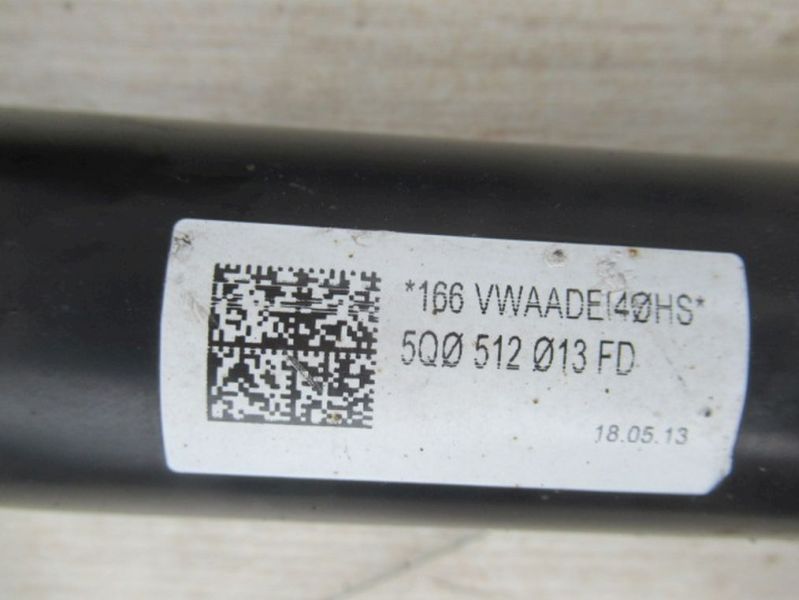 *166 VWAADEI4ØHS*
5QØ 512 Ø13 FD
18.05.13